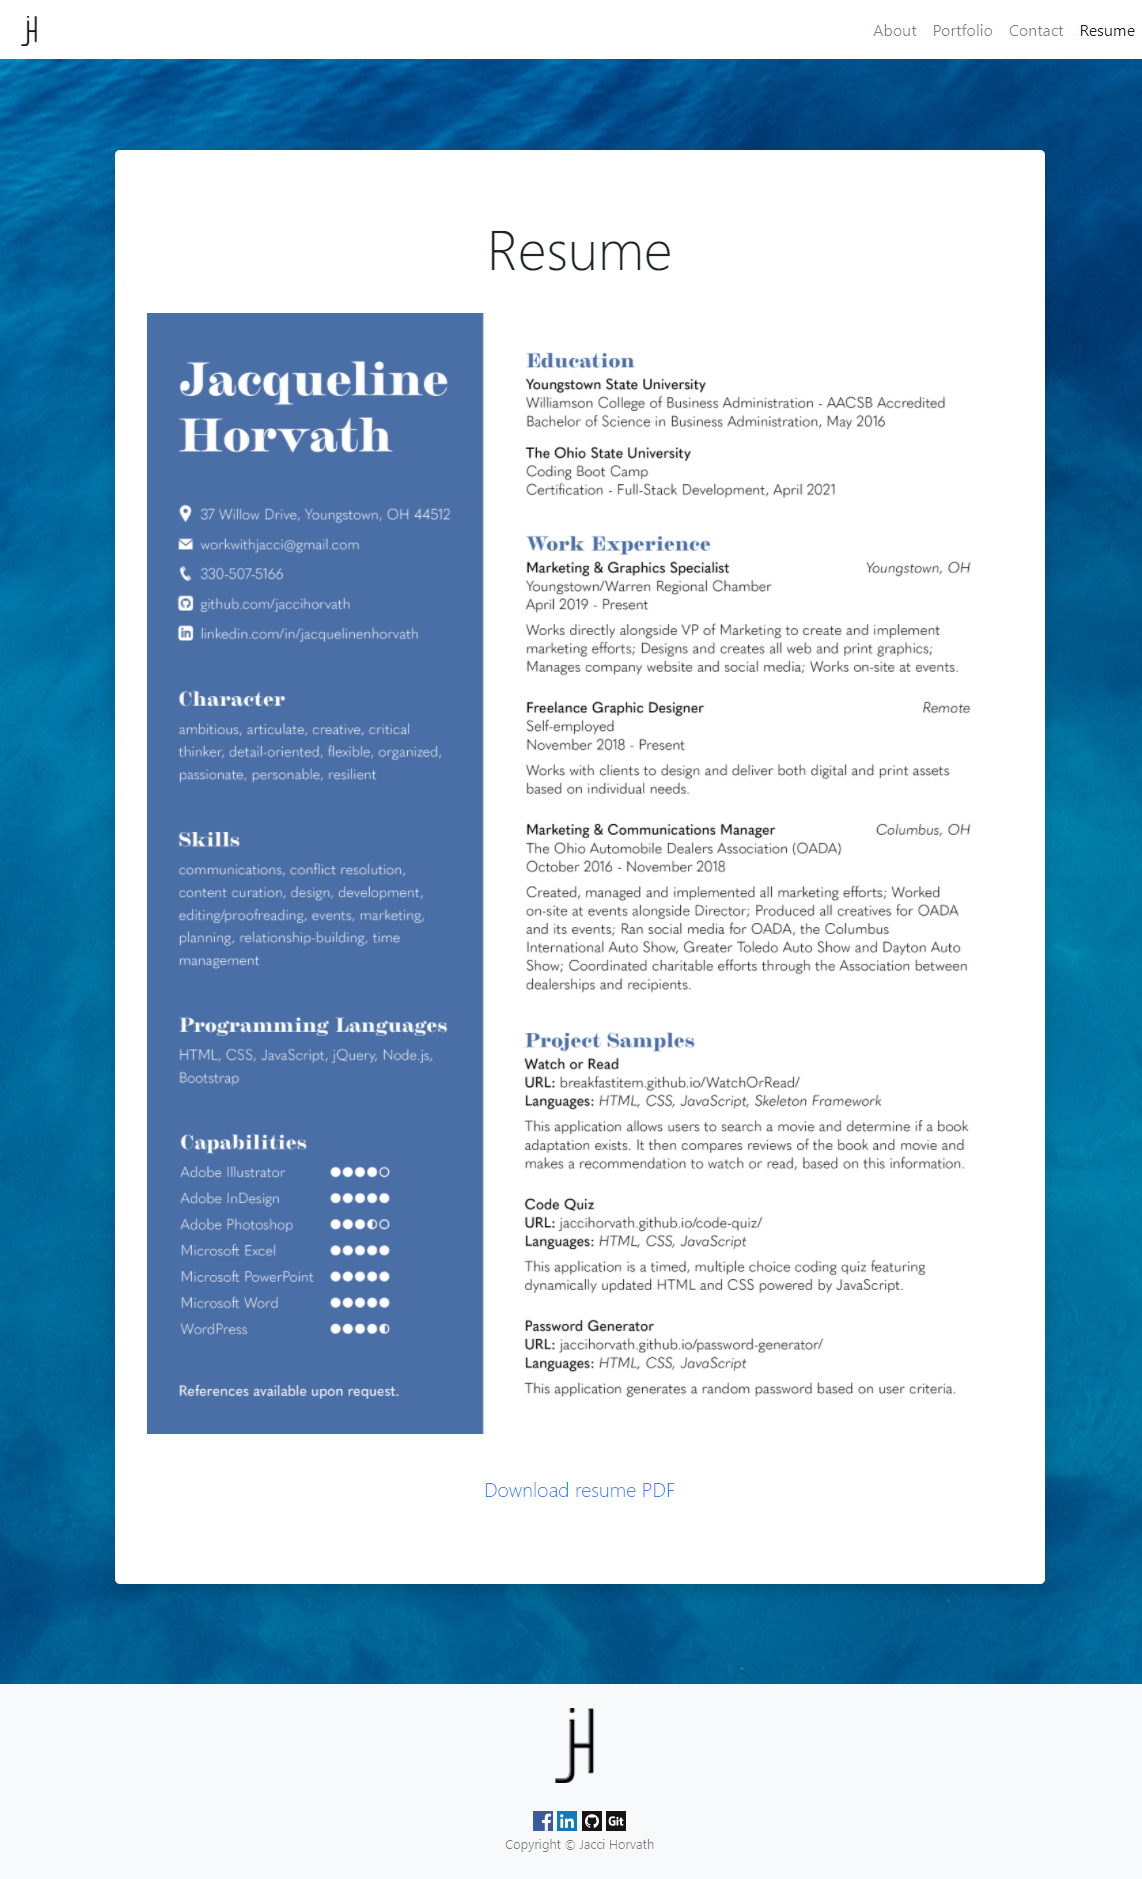 jH
About Portfolio Contact Resume
Resume
Jacqueline
Horvath
37 Willow Drive, Youngstown, OH 44512
workwithjacci@gmail.com
330-507-5166
github.com/jaccihorvath
linkedin.com/in/jacquelinenhorvath
Character
ambitious, articulate, creative, critical
thinker, detail-oriented, flexible, organized,
passionate, personable, resilient
Skills
communications, conflict resolution,
content curation, design, development,
editing/proofreading, events, marketing,
planning, relationship-building, time
management
Programming Languages
HTML, CSS, JavaScript, jQuery, Node.js,
Bootstrap
Capabilities
Adobe Illustrator
Adobe InDesign
Adobe Photoshop
Microsoft Excel
Microsoft PowerPoint
Microsoft Word
WordPress
References available upon request.
Education
Youngstown State University
Williamson College of Business Administration - AACSB Accredited
Bachelor of Science in Business Administration, May 2016
The Ohio State University
Coding Boot Camp
Certification - Full-Stack Development, April 2021
Work Experience
Marketing & Graphics Specialist Youngstown, OH
Youngstown/Warren Regional Chamber
April 2019 - Present
Works directly alongside VP of Marketing to create and implement
marketing efforts; Designs and creates all web and print graphics;
Manages company website and social media; Works on-site at events.
Freelance Graphic Designer Remote
Self-employed
November 2018 - Present
Works with clients to design and deliver both digital and print assets
based on individual needs.
Marketing & Communications Manager Columbus, OH
The Ohio Automobile Dealers Association (OADA)
October 2016 - November 2018
Created, managed and implemented all marketing efforts; Worked
on-site at events alongside Director; Produced all creatives for OADA
and its events; Ran social media for OADA, the Columbus
International Auto Show, Greater Toledo Auto Show and Dayton Auto
Show; Coordinated charitable efforts through the Association between
dealerships and recipients.
Project Samples
Watch or Read
URL: breakfastitem.github.io/WatchOrRead/
Languages: HTML, CSS, JavaScript, Skeleton Framework
This application allows users to search a movie and determine if a book
adaptation exists. It then compares reviews of the book and movie and
makes a recommendation to watch or read, based on this information.
Code Quiz
URL: jaccihorvath.github.io/code-quiz/
Languages: HTML, CSS, JavaScript
This application is a timed, multiple choice coding quiz featuring
dynamically updated HTML and CSS powered by JavaScript.
Password Generator
URL: jaccihorvath.github.io/password-generator/
Languages: HTML, CSS, JavaScript
This application generates a random password based on user criteria.
Download resume PDF
jH
f in Git
Copyright © Jacci Horvath